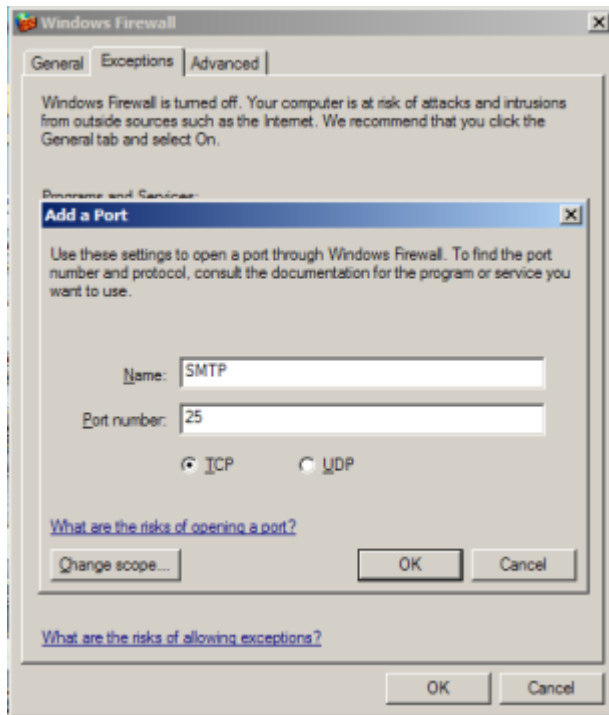 Windows Firewall
General Exceptions Advanced
Windows Firewall is turned off. Your computer is at risk of attacks and intrusions
from outside sources such as the Internet. We recommend that you click the
General tab and select On.
Programs and Services:
Add a Port
Use these settings to open a port through Windows Firewall. To find the port
number and protocol, consult the documentation for the program or service you
want to use.
Name: SMTP
Port number: 25
TCP UDP
What are the risks of opening a port?
Change scope... OK Cancel
What are the risks of allowing exceptions?
OK Cancel